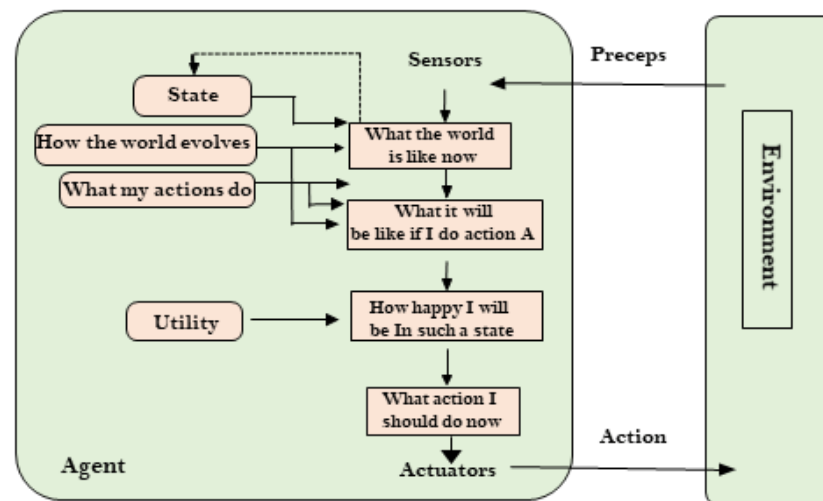 Sensors
Preceps
State
What the world
is like now
How the world evolves
What my actions do
What it will
be like if I do action A
Environment
How happy I will
be In such a state
Utility
What action I
should do now
Agent
Actuators
Action